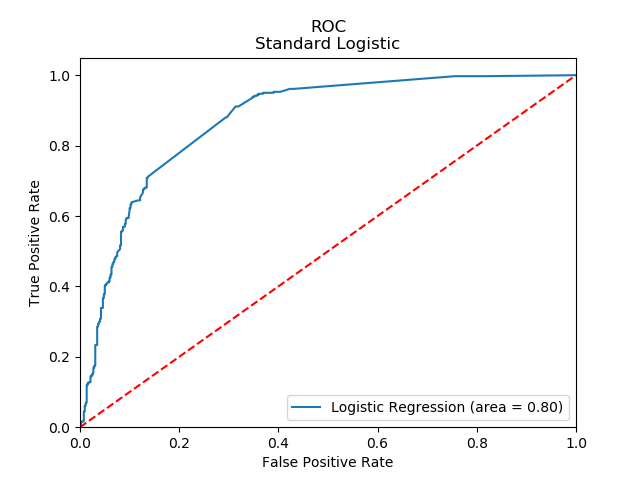 ROC
Standard Logistic
1.0
0.8
0.6
0.4
0.2
0.0
True Positive Rate
Logistic Regression (area = 0.80)
0.0 0.2 0.4 0.6 0.8 1.0
False Positive Rate